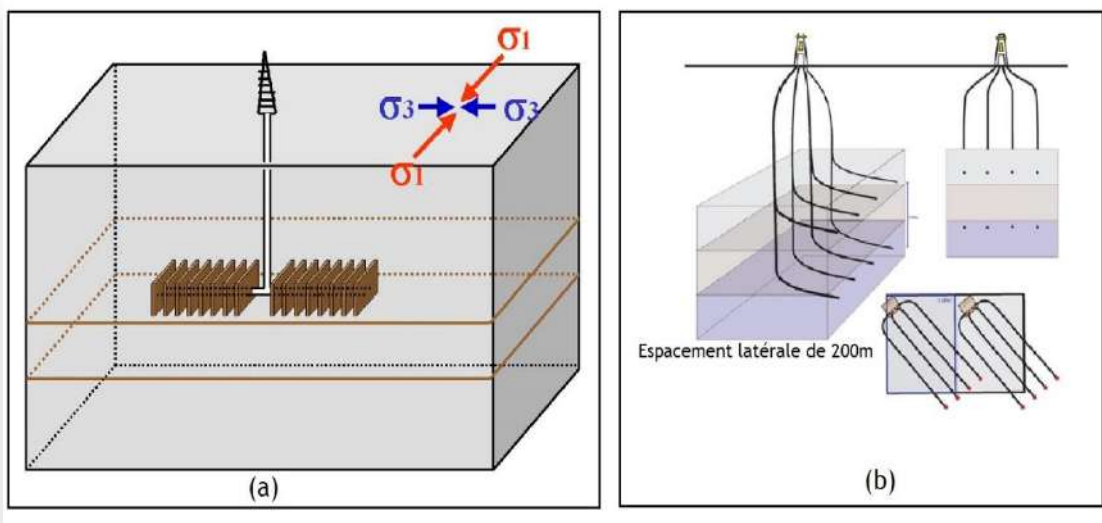 σ1
σ3
σ3
σ1
(a)
Espacement latérale de 200m
(b)